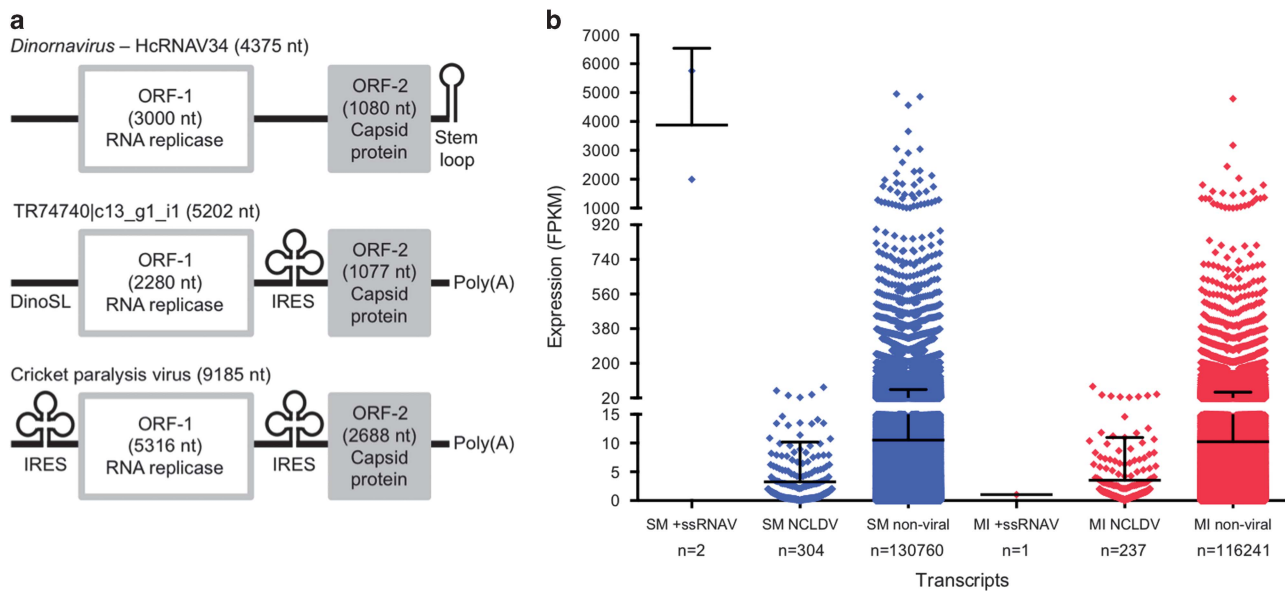 a
Dinornavirus – HcRNAV34 (4375 nt)
ORF-1
(3000 nt)
RNA replicase
ORF-2
(1080 nt)
Capsid
protein
Stem
loop
TR74740|c13_g1_i1 (5202 nt)
DinoSL
ORF-1
(2280 nt)
RNA replicase
IRES
ORF-2
(1077 nt)
Capsid
protein
Poly(A)
Cricket paralysis virus (9185 nt)
IRES
ORF-1
(5316 nt)
RNA replicase
IRES
ORF-2
(2688 nt)
Capsid
protein
Poly(A)
b
Expression (FPKM)
7000
6000
5000
4000
3000
2000
1000
920
740
560
380
200
20
15
10
5
0
SM +ssRNAV
SM NCLDV
SM non-viral
MI +ssRNAV
MI NCLDV
MI non-viral
n=2
n=304
n=130760
n=1
n=237
n=116241
Transcripts